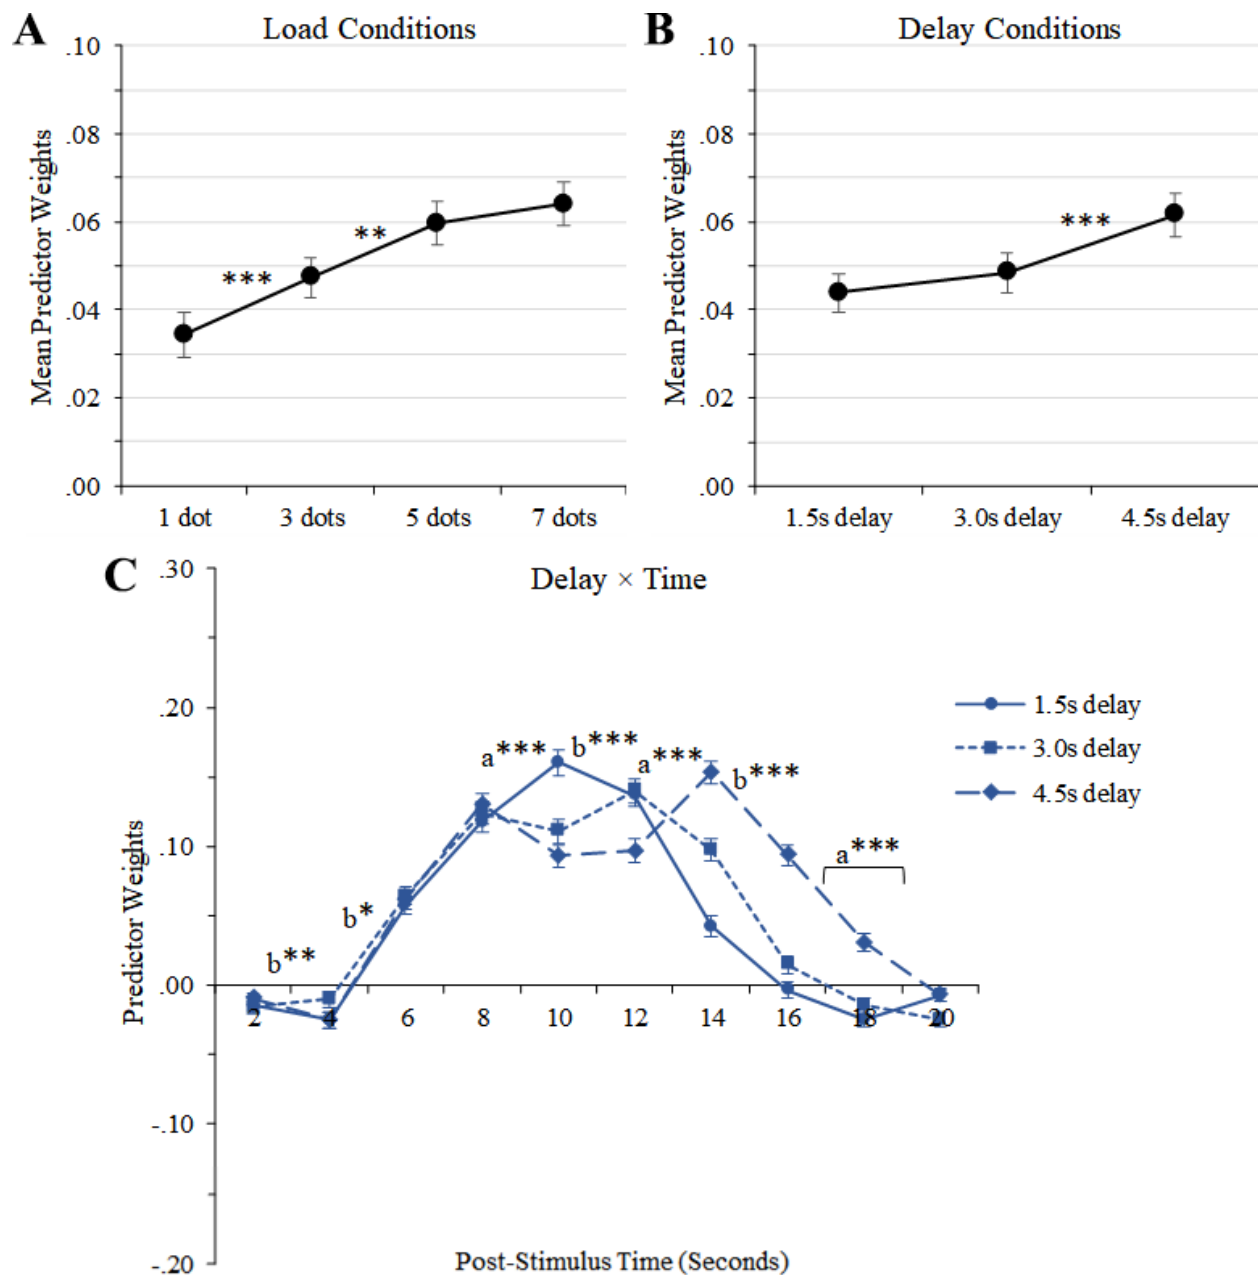 A
Load Conditions
Mean Predictor Weights
.10
.08
.06
.04
.02
.00
***
**
1 dot 3 dots 5 dots 7 dots
B
Delay Conditions
Mean Predictor Weights
.10
.08
.06
.04
.02
.00
***
1.5s delay 3.0s delay 4.5s delay
C
Delay × Time
Predictor Weights
.30
.20
.10
.00
-.10
-.20
b**
b*
a***
b***
a***
b***
a***
1.5s delay
3.0s delay
4.5s delay
2 4 6 8 10 12 14 16 18 20
Post-Stimulus Time (Seconds)